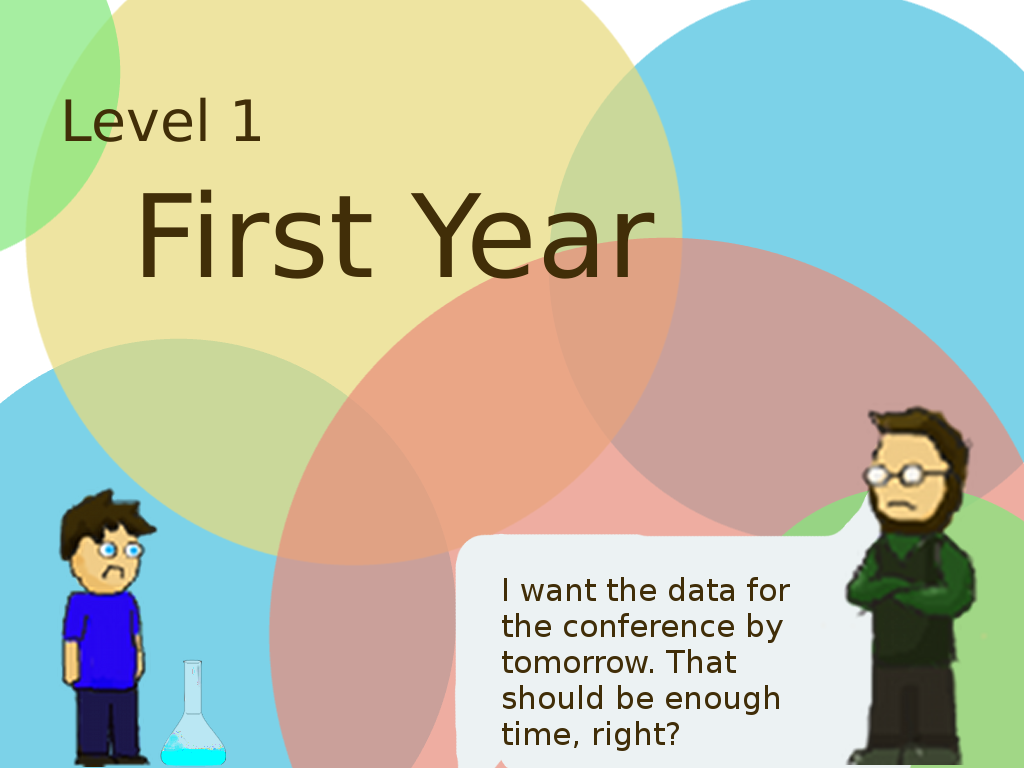 Level 1
First Year
I want the data for
the conference by
tomorrow. That
should be enough
time, right?